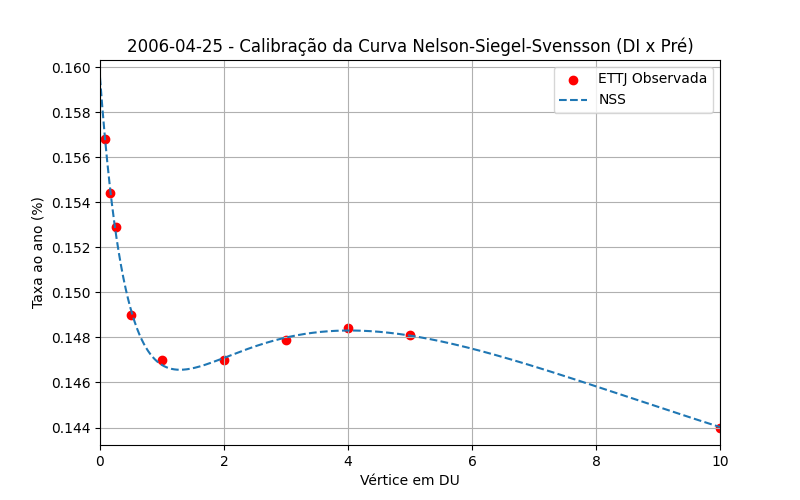 2006-04-25 - Calibração da Curva Nelson-Siegel-Svensson (DI x Pré)
ETTJ Observada
NSS
Taxa ao ano (%)
0.160
0.158
0.156
0.154
0.152
0.150
0.148
0.146
0.144
0 2 4 6 8 10
Vértice em DU